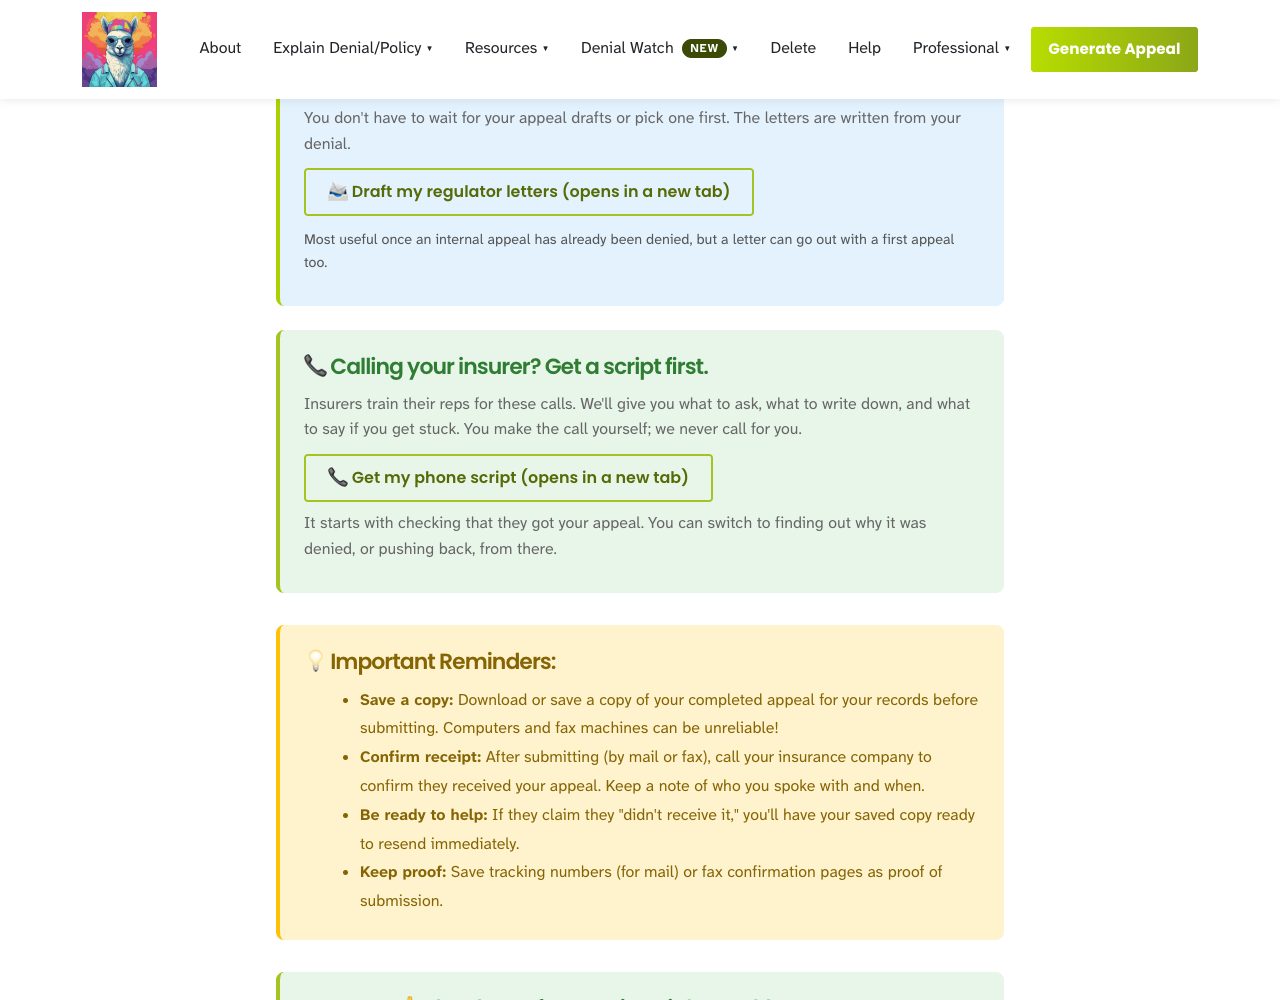 About
Explain Denial/Policy ▾
Resources ▾
Denial Watch NEW ▾
Delete
Help
Professional ▾
Generate Appeal
You don't have to wait for your appeal drafts or pick one first. The letters are written from your
denial.
Draft my regulator letters (opens in a new tab)
Most useful once an internal appeal has already been denied, but a letter can go out with a first appeal
too.
Calling your insurer? Get a script first.
Insurers train their reps for these calls. We'll give you what to ask, what to write down, and what
to say if you get stuck. You make the call yourself; we never call for you.
Get my phone script (opens in a new tab)
It starts with checking that they got your appeal. You can switch to finding out why it was
denied, or pushing back, from there.
Important Reminders:
• Save a copy: Download or save a copy of your completed appeal for your records before
submitting. Computers and fax machines can be unreliable!
• Confirm receipt: After submitting (by mail or fax), call your insurance company to
confirm they received your appeal. Keep a note of who you spoke with and when.
• Be ready to help: If they claim they "didn't receive it," you'll have your saved copy ready
to resend immediately.
• Keep proof: Save tracking numbers (for mail) or fax confirmation pages as proof of
submission.